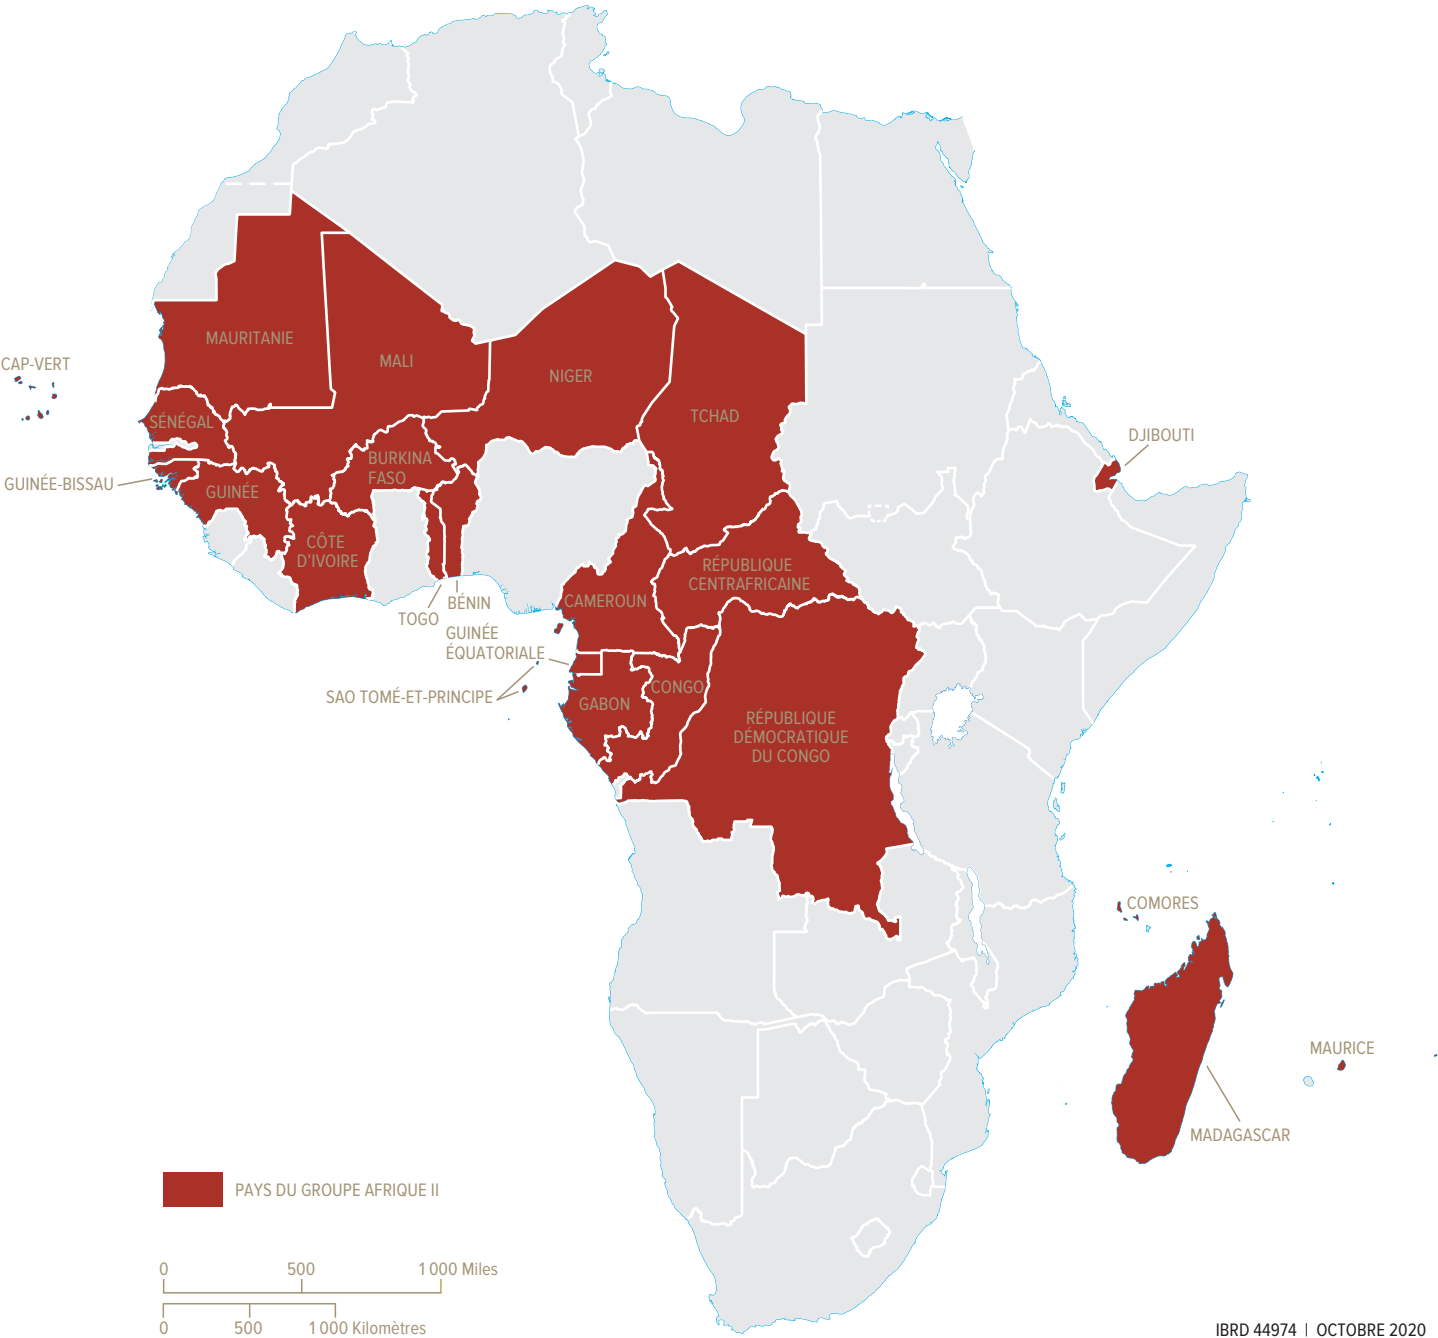 MAURITANIE
CAP-VERT
MALI
NIGER
TCHAD
SÉNÉGAL
DJIBOUTI
BURKINA
FASO
GUINÉE-BISSAU
GUINÉE
CÔTE
D'IVOIRE
RÉPUBLIQUE
CENTRAFRICAINE
CAMEROUN
BÉNIN
TOGO
GUINÉE
ÉQUATORIALE
SAO TOMÉ-ET-PRINCIPE
CONGO
GABON
RÉPUBLIQUE
DÉMOCRATIQUE
DU CONGO
COMORES
MAURICE
MADAGASCAR
PAYS DU GROUPE AFRIQUE II
0 500 1 000 Miles
0 500 1 000 Kilomètres
IBRD 44974 | OCTOBRE 2020